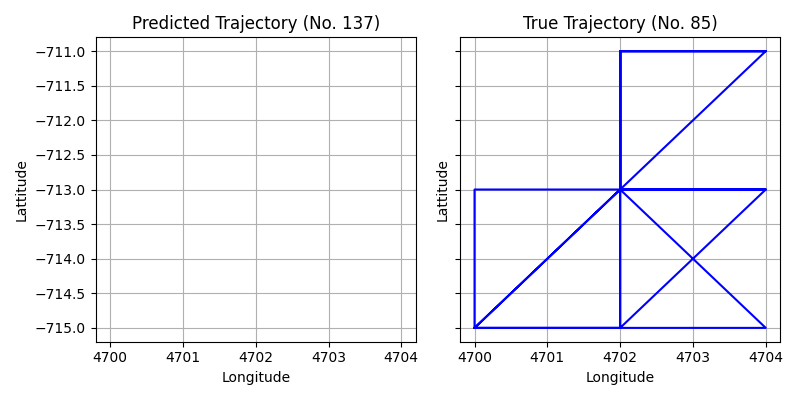 Predicted Trajectory (No. 137)
Lattitude
−711.0
−711.5
−712.0
−712.5
−713.0
−713.5
−714.0
−714.5
−715.0
4700 4701 4702 4703 4704
Longitude
True Trajectory (No. 85)
Lattitude
4700 4701 4702 4703 4704
Longitude